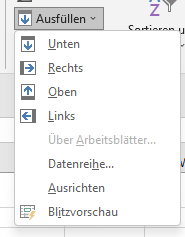 Ausfüllen
Sortieren u
Unten
Rechts
Oben
Links
Über Arbeitsblätter...
Datenreihe...
Ausrichten
Blitzvorschau